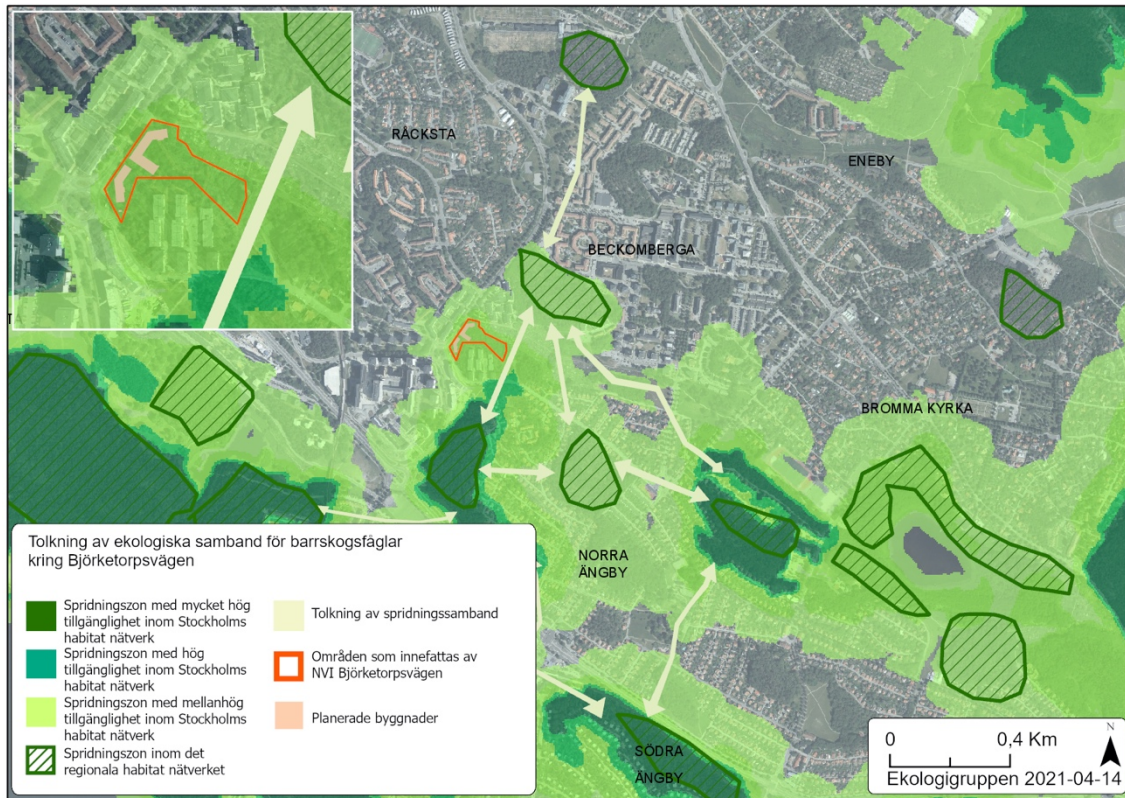 RÅCKSTA
ENEBY
BECKOMBERGA
BROMMA KYRKA
NORRA
ÄNGBY
SÖDRA
ÄNGBY
Tolkning av ekologiska samband för barrskogsfåglar
kring Björketorpsvägen
Spridningszon med mycket hög
tillgänglighet inom Stockholms
habitat nätverk
Spridningszon med hög
tillgänglighet inom Stockholms
habitat nätverk
Spridningszon med mellanhög
tillgänglighet inom Stockholms
habitat nätverk
Spridningszon inom det
regionala habitat nätverket
Tolkning av spridningssamband
Områden som innefattas av
NVI Björketorpsvägen
Planerade byggnader
0 0,4 Km
N
Ekologigruppen 2021-04-14